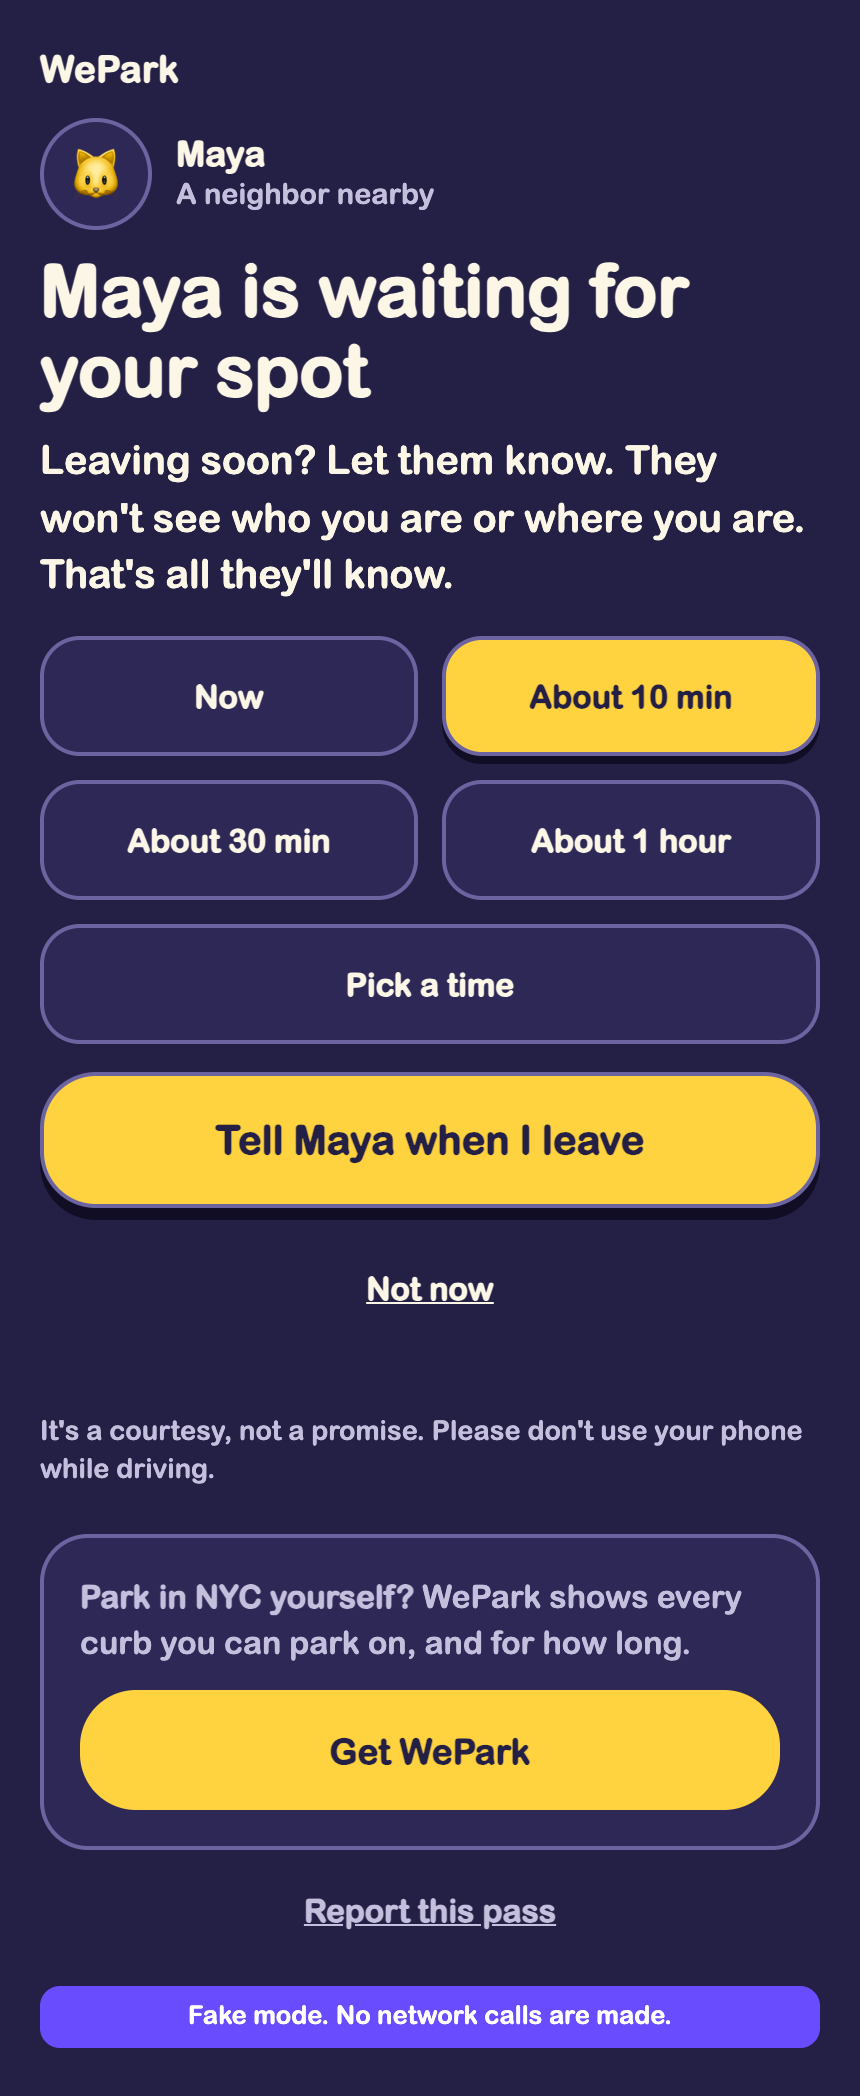 WePark
Maya
A neighbor nearby
Maya is waiting for
your spot
Leaving soon? Let them know. They
won't see who you are or where you are.
That's all they'll know.
Now
About 10 min
About 30 min
About 1 hour
Pick a time
Tell Maya when I leave
Not now
It's a courtesy, not a promise. Please don't use your phone
while driving.
Park in NYC yourself? WePark shows every
curb you can park on, and for how long.
Get WePark
Report this pass
Fake mode. No network calls are made.